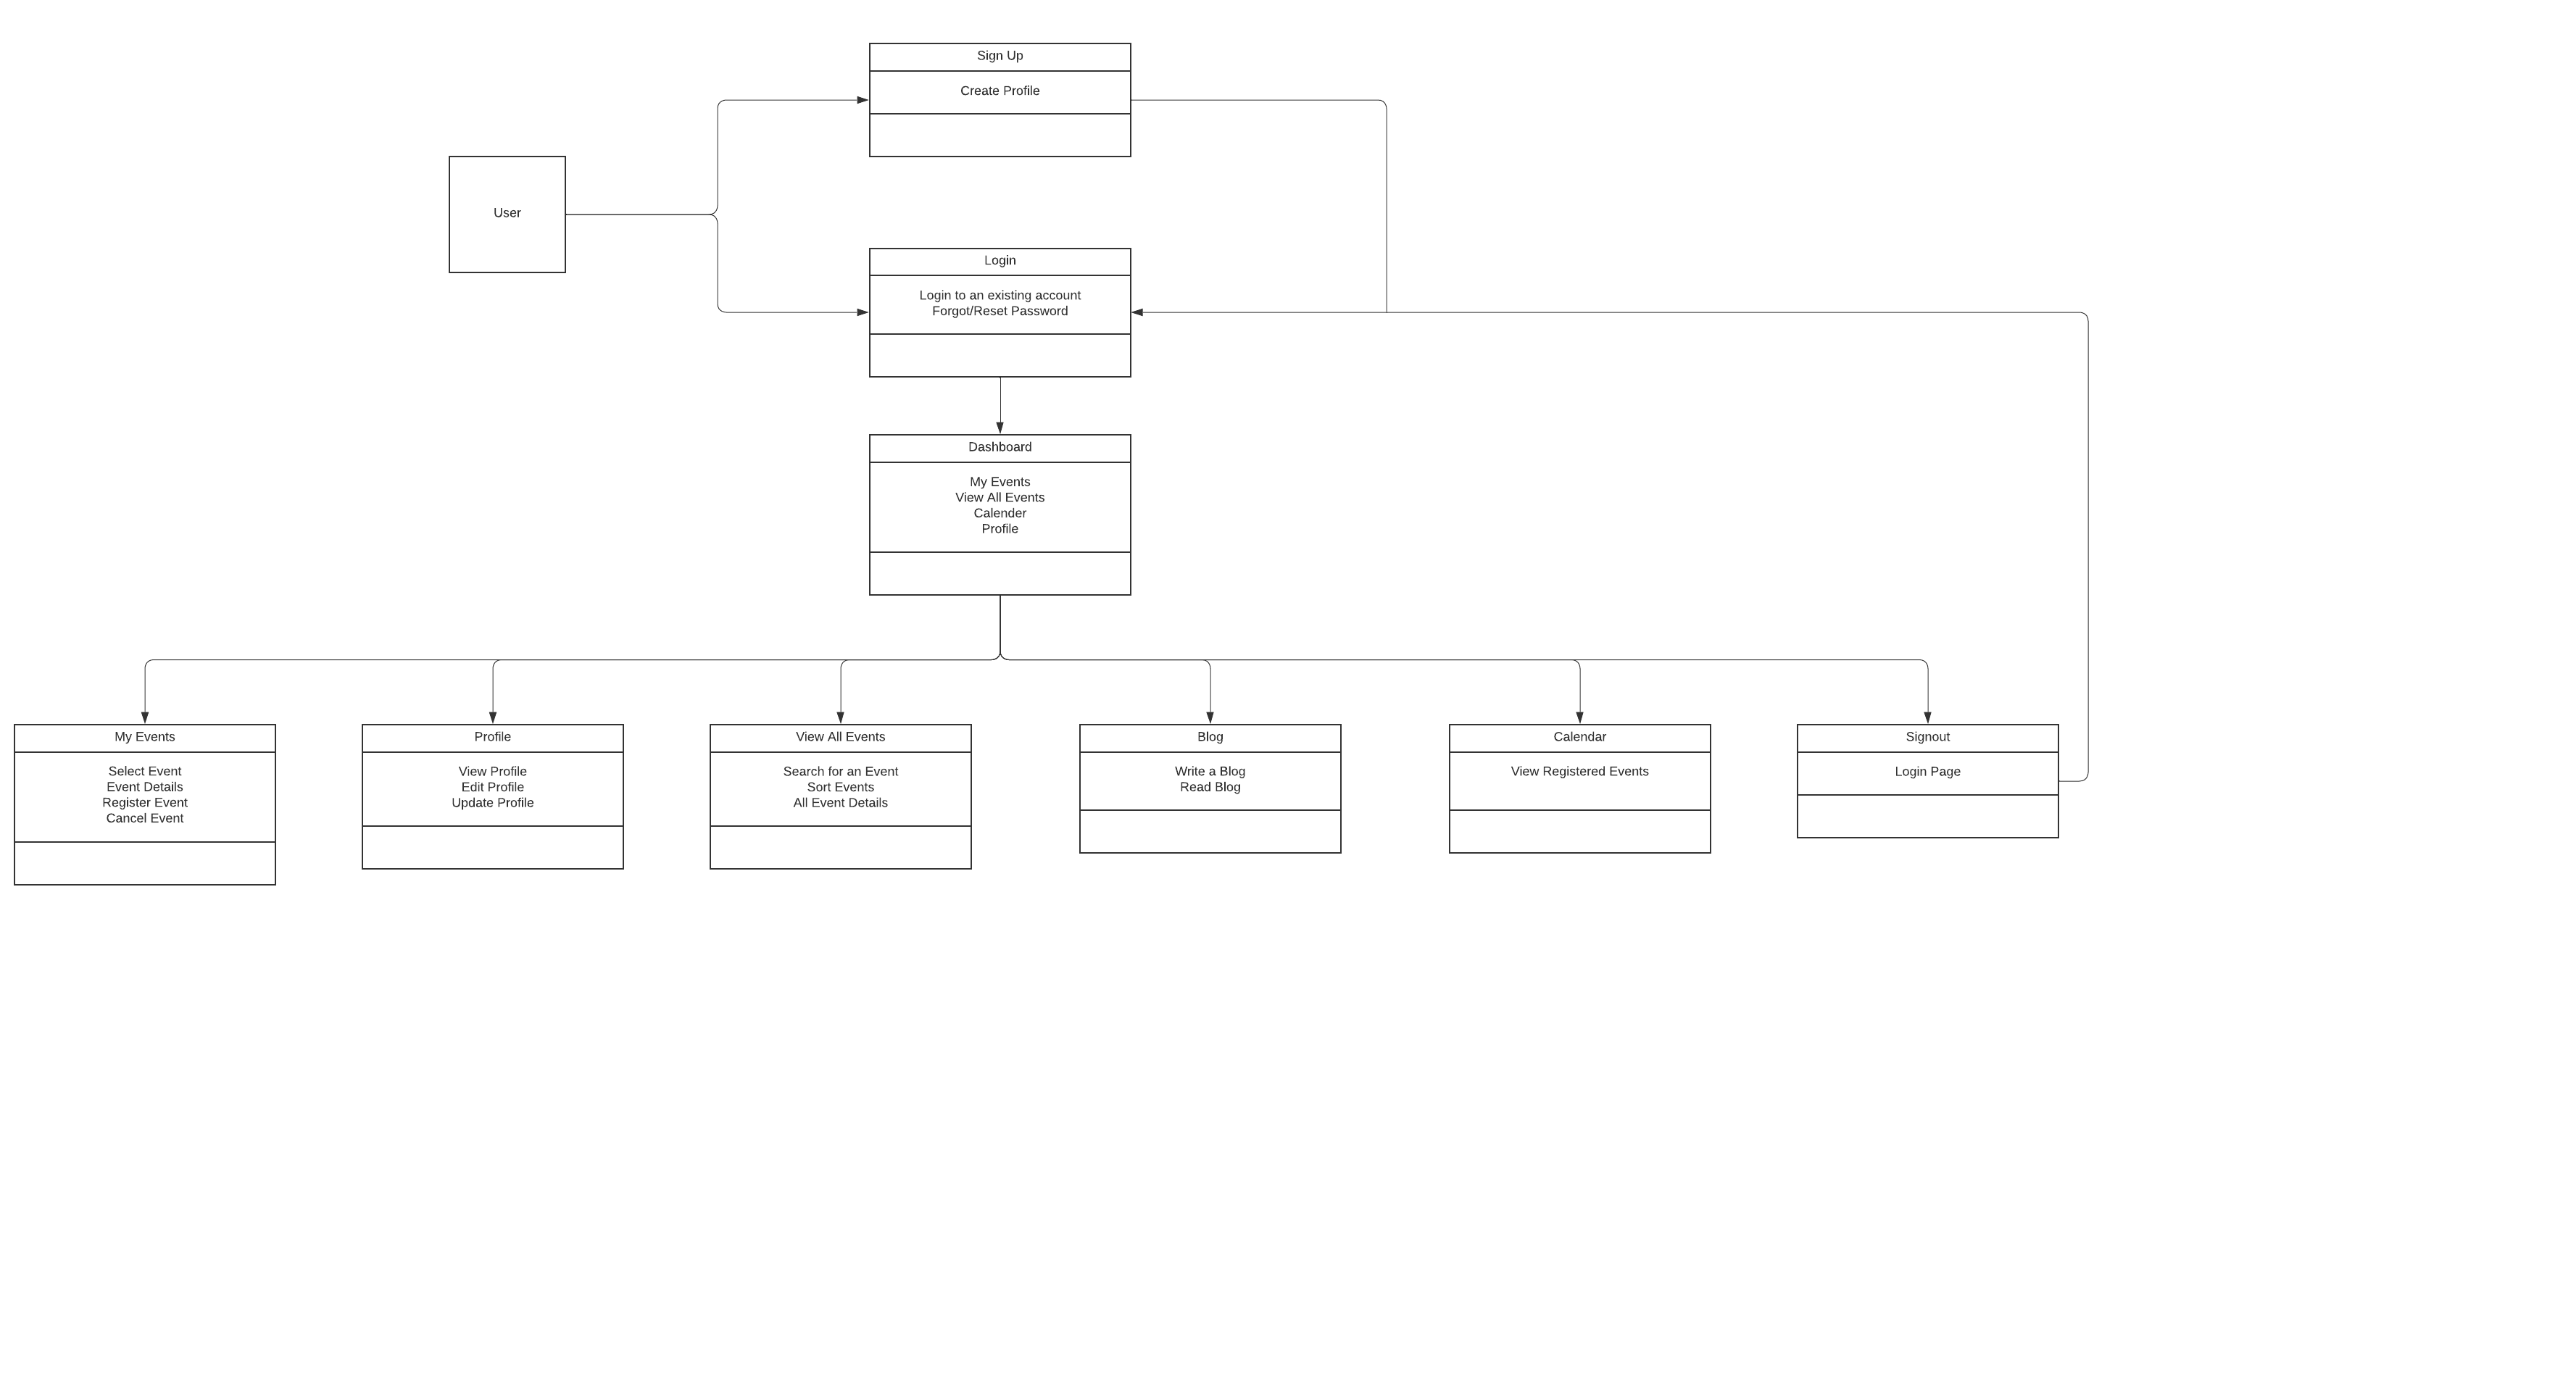 Sign Up
Create Profile
User
Login
Login to an existing account
Forgot/Reset Password
Dashboard
My Events
View All Events
Calender
Profile
My Events
Select Event
Event Details
Register Event
Cancel Event
Profile
View Profile
Edit Profile
Update Profile
View All Events
Search for an Event
Sort Events
All Event Details
Blog
Write a Blog
Read Blog
Calendar
View Registered Events
Signout
Login Page